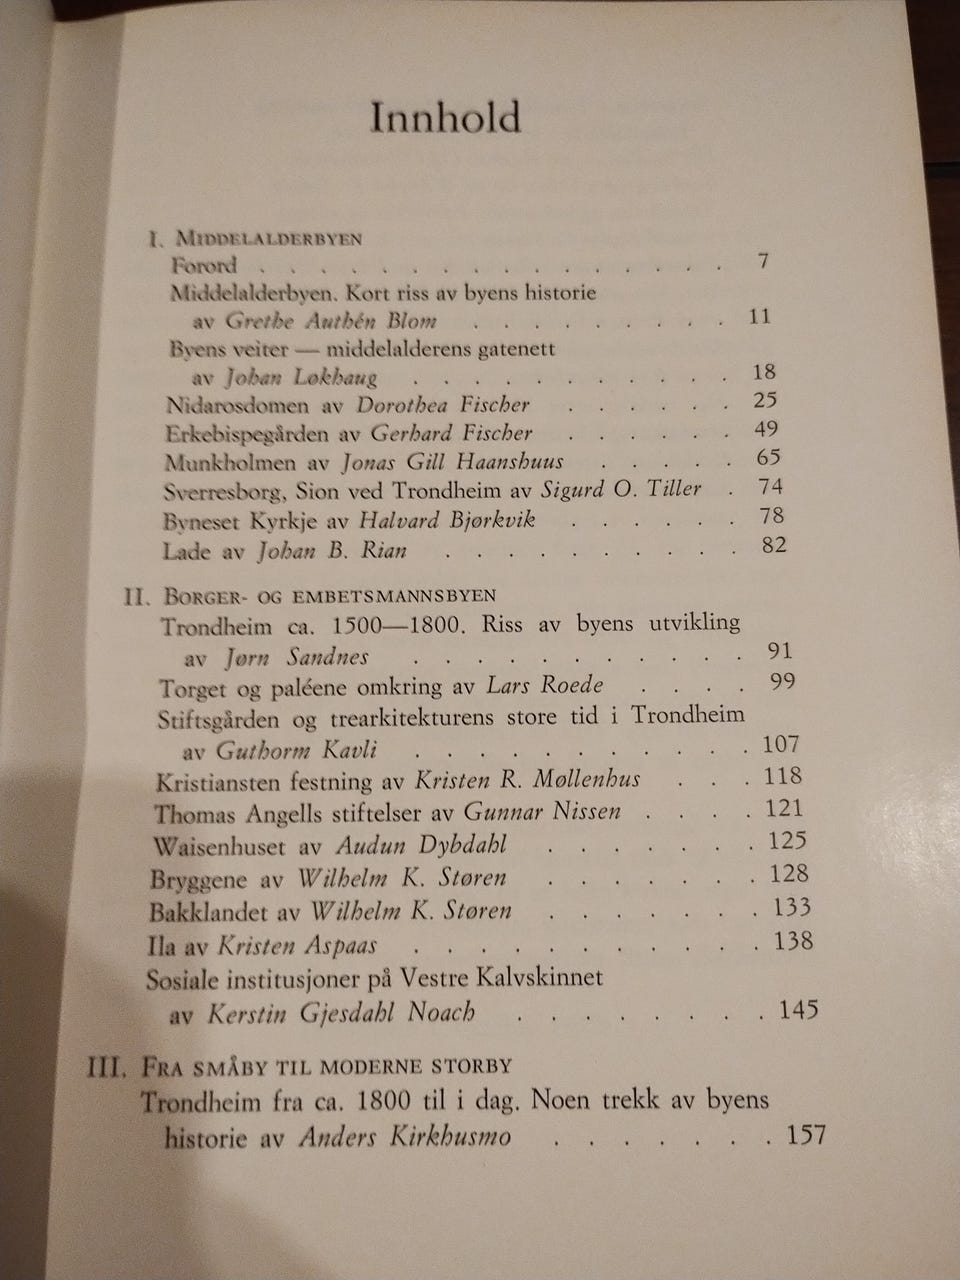 Innhold
I. Middelalderbyen
Forord . . . . . . . . . . . . . . . . 7
Middelalderbyen. Kort riss av byens historie
av Grethe Authén Blom . . . . . . . . . 11
Byens veiter — middelalderens gatenett
av Johan Løkhaug . . . . . . . . . . . 18
Nidarosdomen av Dorothea Fischer . . . . . . 25
Erkebispegården av Gerhard Fischer . . . . . . 49
Munkholmen av Jonas Gill Haanshuus . . . . . 65
Sverresborg, Sion ved Trondheim av Sigurd O. Tiller . 74
Byneset Kyrkje av Halvard Bjørkvik . . . . . . 78
Lade av Johan B. Rian . . . . . . . . . . 82
II. Borger- og embetsmannsbyen
Trondheim ca. 1500—1800. Riss av byens utvikling
av Jørn Sandnes . . . . . . . . . . . 91
Torget og paléene omkring av Lars Roede . . . . 99
Stiftsgården og trearkitekturens store tid i Trondheim
av Guthorm Kavli . . . . . . . . . . . 107
Kristiansten festning av Kristen R. Møllenhus . . . 118
Thomas Angells stiftelser av Gunnar Nissen . . . . 121
Waisenhuset av Audun Dybdahl . . . . . . . 125
Bryggene av Wilhelm K. Støren . . . . . . . 128
Bakklandet av Wilhelm K. Støren . . . . . . . 133
Ila av Kristen Aspaas . . . . . . . . . . . 138
Sosiale institusjoner på Vestre Kalvskinnet
av Kerstin Gjesdahl Noach . . . . . . . . 145
III. Fra småby til moderne storby
Trondheim fra ca. 1800 til i dag. Noen trekk av byens
historie av Anders Kirkhusmo . . . . . . . 157